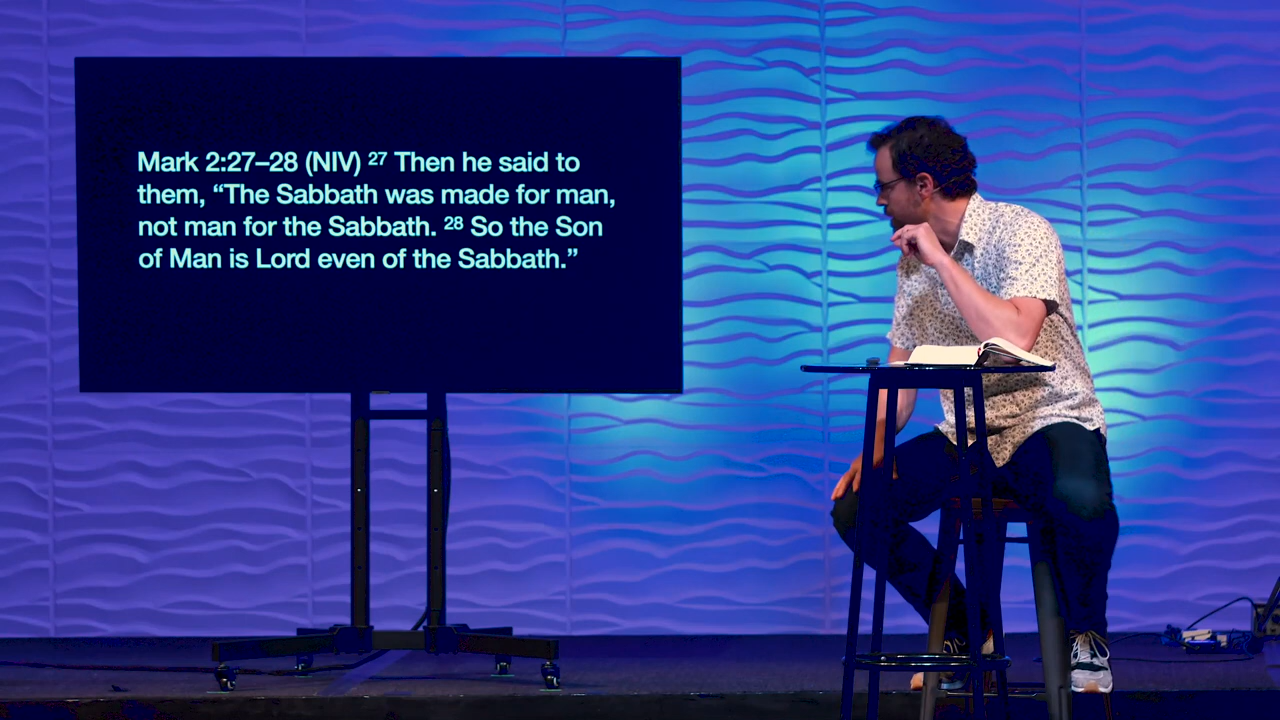 Mark 2:27–28 (NIV) ²⁷ Then he said to
them, “The Sabbath was made for man,
not man for the Sabbath. ²⁸ So the Son
of Man is Lord even of the Sabbath.”